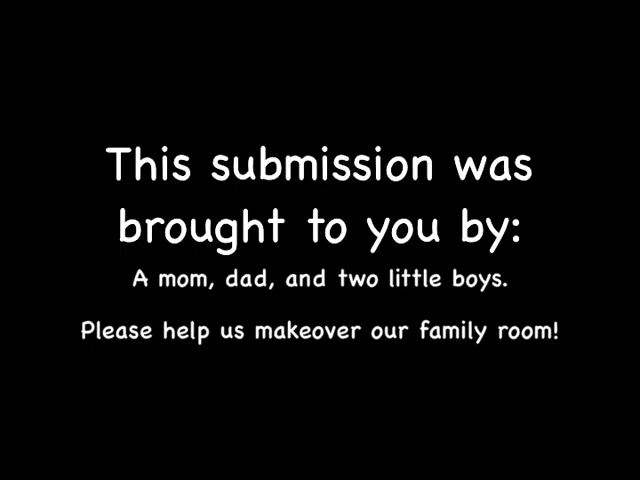 This submission was
brought to you by:
A mom, dad, and two little boys.
Please help us makeover our family room!